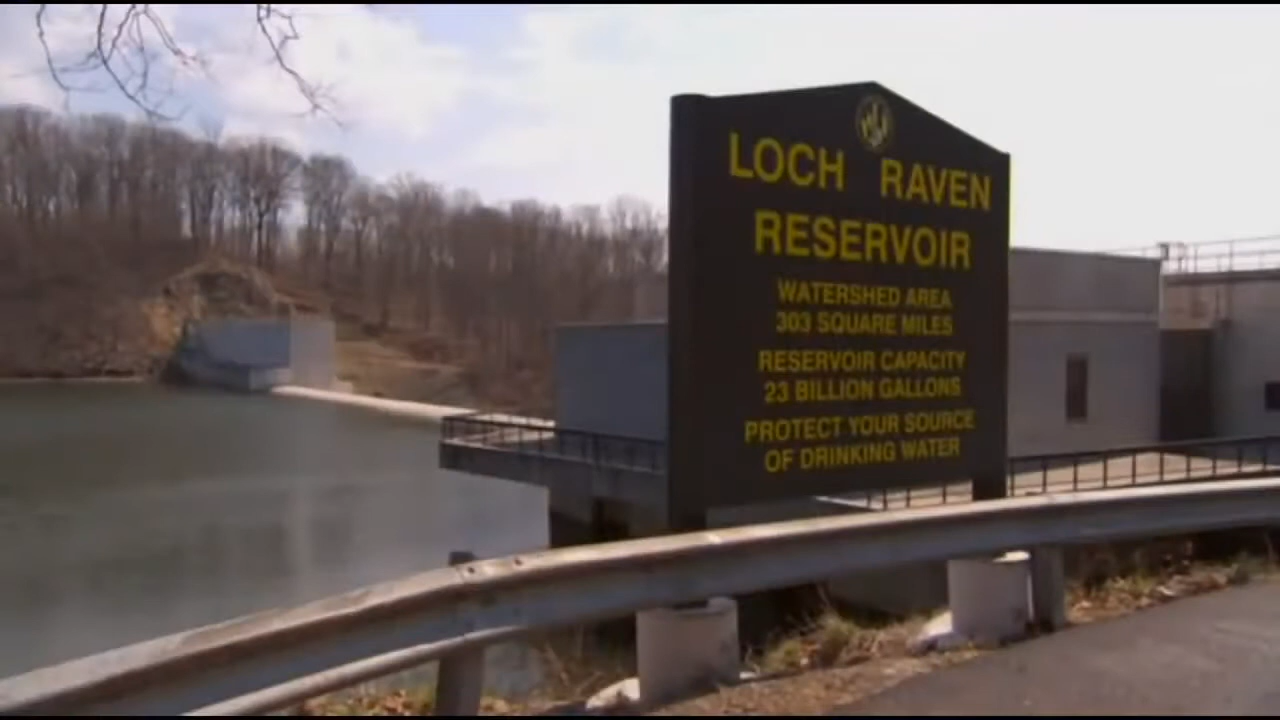 LOCH RAVEN
RESERVOIR
WATERSHED AREA
303 SQUARE MILES
RESERVOIR CAPACITY
23 BILLION GALLONS
PROTECT YOUR SOURCE
OF DRINKING WATER